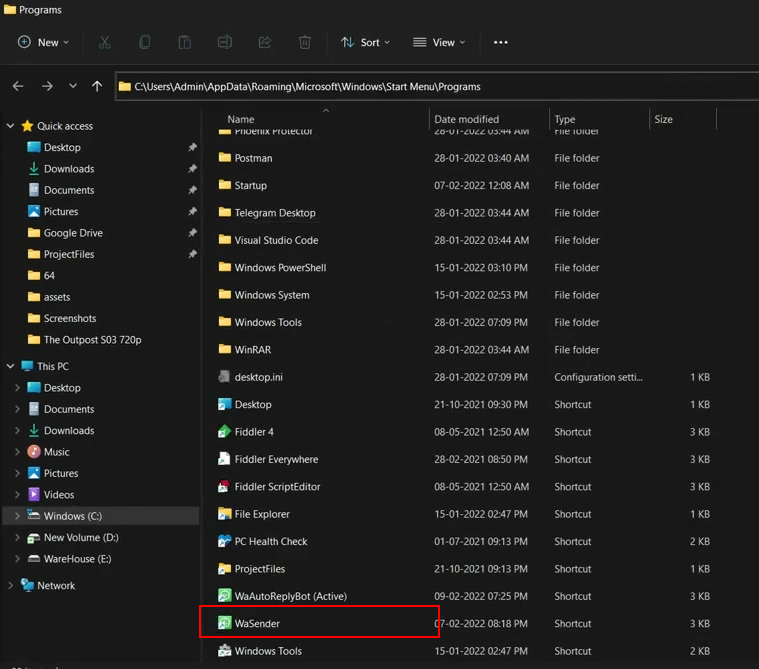 Programs
New
Sort
View
C:\Users\Admin\AppData\Roaming\Microsoft\Windows\Start Menu\Programs
Name Date modified Type Size
Quick access
Desktop
Downloads
Documents
Pictures
Google Drive
ProjectFiles
64
assets
Screenshots
The Outpost S03 720p
This PC
Desktop
Documents
Downloads
Music
Pictures
Videos
Windows (C:)
New Volume (D:)
WareHouse (E:)
Network
Phoenix Protector 28-01-2022 03:44 AM File folder
Postman 28-01-2022 03:40 AM File folder
Startup 07-02-2022 12:08 AM File folder
Telegram Desktop 28-01-2022 03:44 AM File folder
Visual Studio Code 28-01-2022 03:44 AM File folder
Windows PowerShell 15-01-2022 03:10 PM File folder
Windows System 15-01-2022 02:53 PM File folder
Windows Tools 28-01-2022 07:09 PM File folder
WinRAR 28-01-2022 03:44 AM File folder
desktop.ini 28-01-2022 07:09 PM Configuration setti... 1 KB
Desktop 21-10-2021 09:30 PM Shortcut 1 KB
Fiddler 4 08-05-2021 12:50 AM Shortcut 3 KB
Fiddler Everywhere 28-02-2021 08:50 PM Shortcut 3 KB
Fiddler ScriptEditor 08-05-2021 12:50 AM Shortcut 3 KB
File Explorer 15-01-2022 02:47 PM Shortcut 1 KB
PC Health Check 01-07-2021 09:13 PM Shortcut 2 KB
ProjectFiles 21-10-2021 09:13 PM Shortcut 1 KB
WaAutoReplyBot (Active) 09-02-2022 07:25 PM Shortcut 3 KB
WaSender 07-02-2022 08:18 PM Shortcut 3 KB
Windows Tools 15-01-2022 02:47 PM Shortcut 2 KB